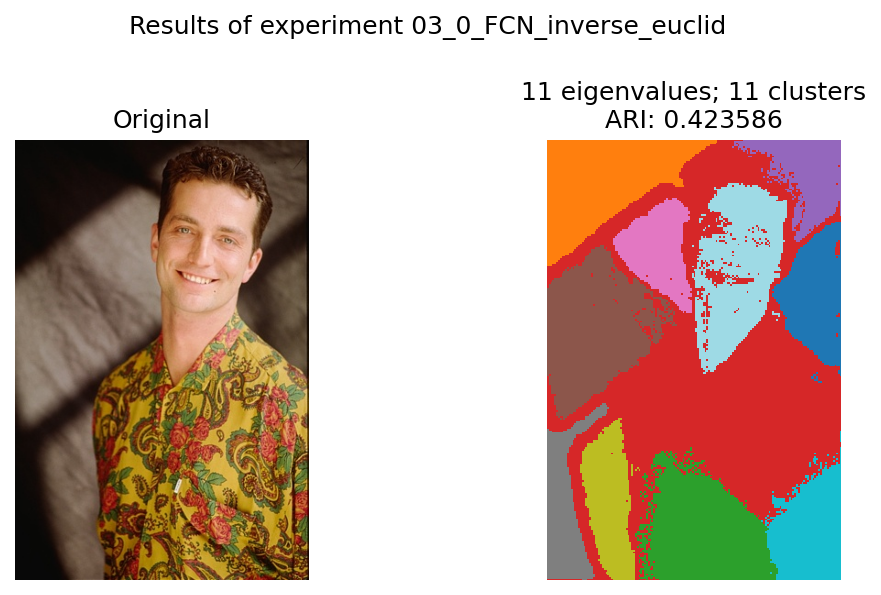 Results of experiment 03_0_FCN_inverse_euclid
Original
11 eigenvalues; 11 clusters
ARI: 0.423586